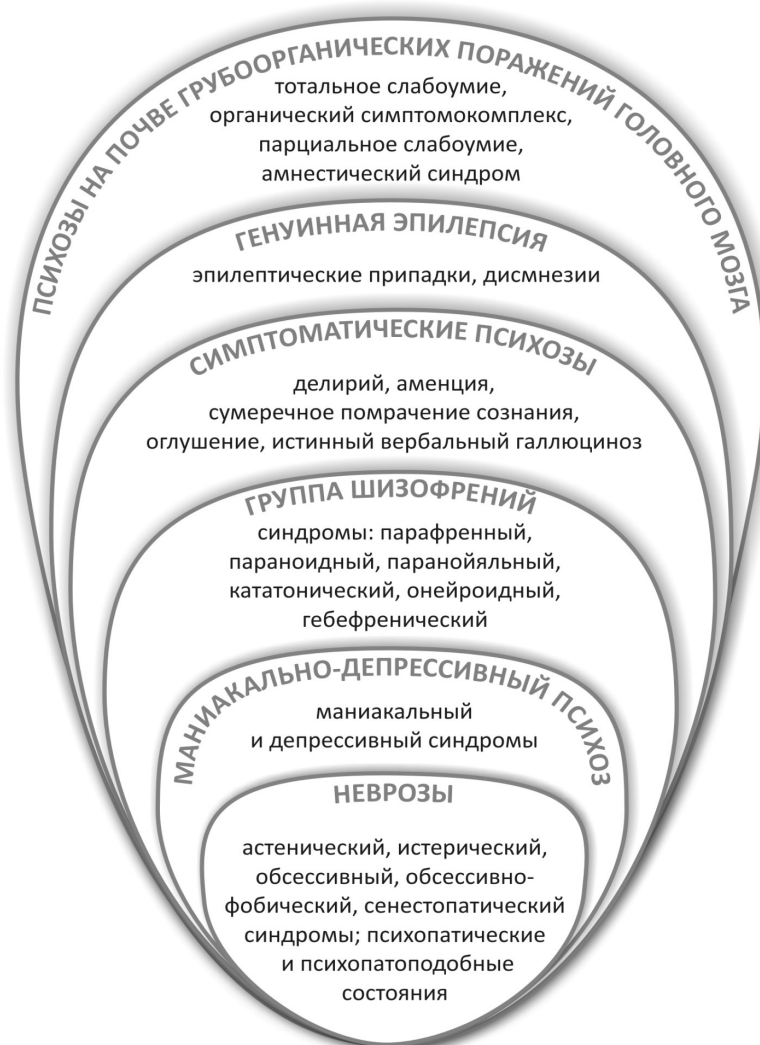 ПСИХОЗЫ НА ПОЧВЕ ГРУБООРГАНИЧЕСКИХ ПОРАЖЕНИЙ ГОЛОВНОГО МОЗГА
тотальное слабоумие,
органический симптомокомплекс,
парциальное слабоумие,
амнестический синдром
ГЕНУИННАЯ ЭПИЛЕПСИЯ
эпилептические припадки, дисмнезии
СИМПТОМАТИЧЕСКИЕ ПСИХОЗЫ
делирий, аменция,
сумеречное помрачение сознания,
оглушение, истинный вербальный галлюциноз
ГРУППА ШИЗОФРЕНИЙ
синдромы: парафренный,
параноидный, паранойяльный,
кататонический, онейроидный,
гебефренический
МАНИАКАЛЬНО-ДЕПРЕССИВНЫЙ ПСИХОЗ
маниакальный
и депрессивный синдромы
НЕВРОЗЫ
астенический, истерический,
обсессивный, обсессивно-
фобический, сенестопатический
синдромы; психопатические
и психопатоподобные
состояния